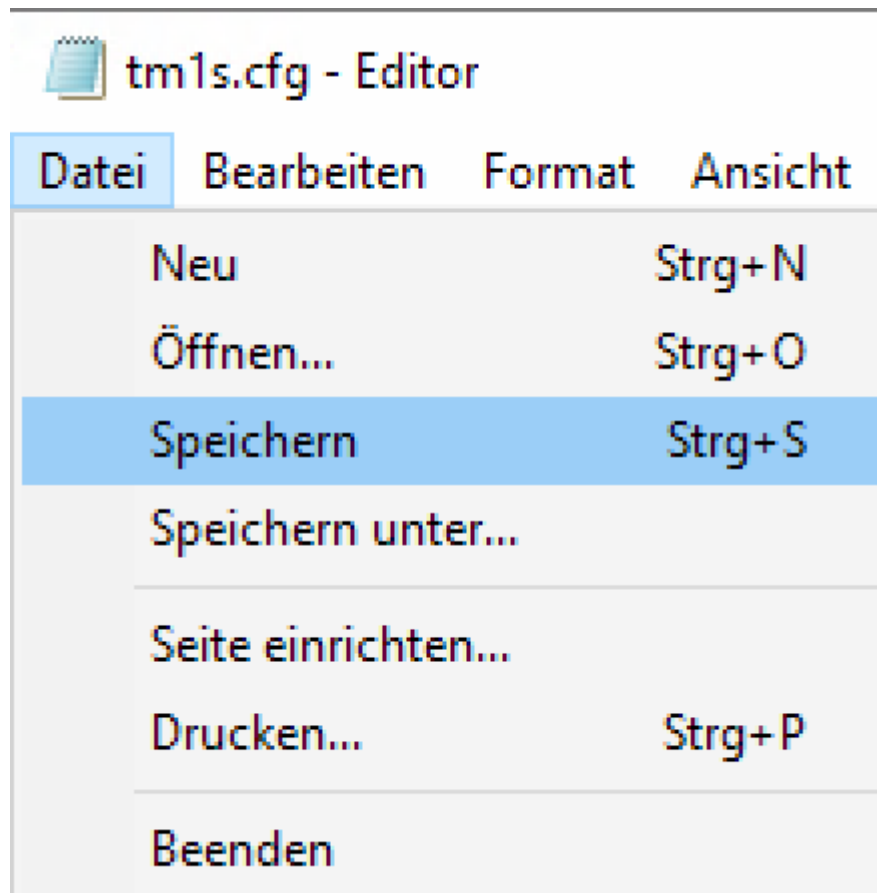 tm1s.cfg - Editor
Datei Bearbeiten Format Ansicht
Neu Strg+N
Öffnen... Strg+O
Speichern Strg+S
Speichern unter...
Seite einrichten...
Drucken... Strg+P
Beenden